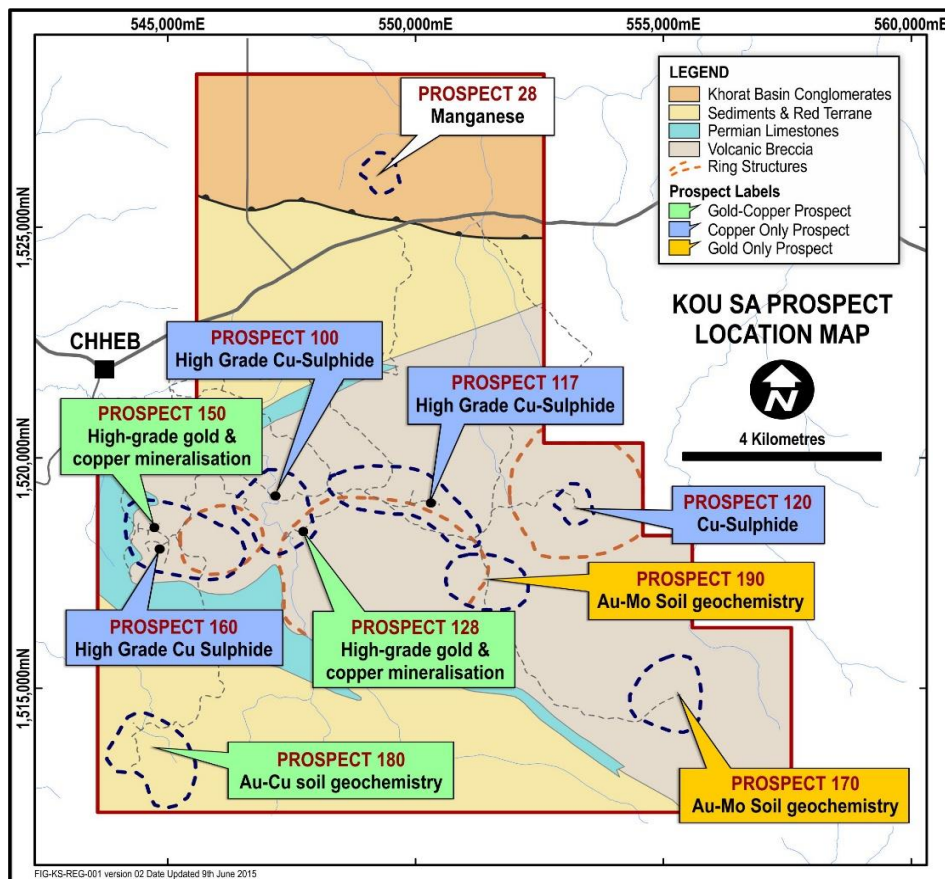 545,000mE
550,000mE
555,000mE
560,000mE
1,525,000mN
1,520,000mN
1,515,000mN
LEGEND
Khorat Basin Conglomerates
Sediments & Red Terrane
Permian Limestones
Volcanic Breccia
Ring Structures
Prospect Labels
Gold-Copper Prospect
Copper Only Prospect
Gold Only Prospect
KOU SA PROSPECT
LOCATION MAP
N
4 Kilometres
PROSPECT 28
Manganese
CHHEB
PROSPECT 100
High Grade Cu-Sulphide
PROSPECT 150
High-grade gold &
copper mineralisation
PROSPECT 117
High Grade Cu-Sulphide
PROSPECT 120
Cu-Sulphide
PROSPECT 190
Au-Mo Soil geochemistry
PROSPECT 160
High Grade Cu Sulphide
PROSPECT 128
High-grade gold &
copper mineralisation
PROSPECT 180
Au-Cu soil geochemistry
PROSPECT 170
Au-Mo Soil geochemistry
FIG-KS-REG-001 version 02 Date Updated 9th June 2015